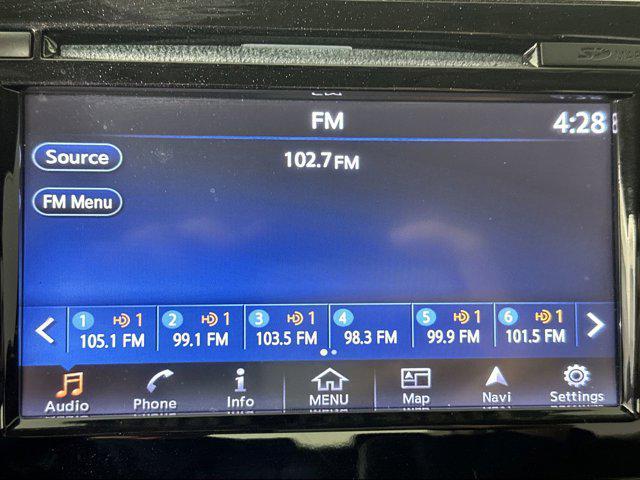 SD
FM
4:28
Source
102.7 FM
FM Menu
1 HD 1
105.1 FM
2 HD 1
99.1 FM
3 HD 1
103.5 FM
4
98.3 FM
5 HD 1
99.9 FM
6 HD 1
101.5 FM
Audio
Phone
Info
MENU
Map
Navi
Settings